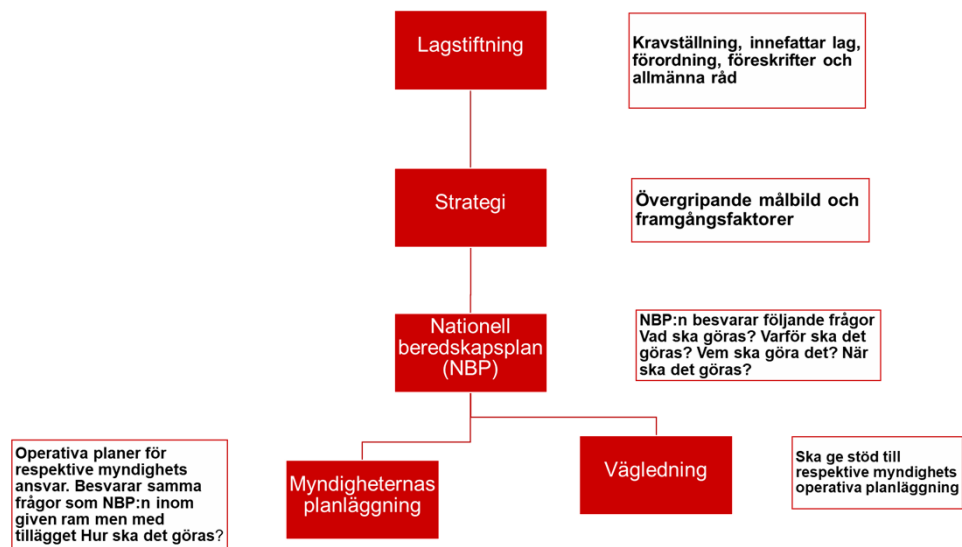 Lagstiftning
Kravställning, innefattar lag,
förordning, föreskrifter och
allmänna råd
Strategi
Övergripande målbild och
framgångsfaktorer
Nationell
beredskapsplan
(NBP)
NBP:n besvarar följande frågor
Vad ska göras? Varför ska det
göras? Vem ska göra det? När
ska det göras?
Operativa planer för
respektive myndighets
ansvar. Besvarar samma
frågor som NBP:n inom
given ram men med
tillägget Hur ska det göras?
Myndigheternas
planläggning
Vägledning
Ska ge stöd till
respektive myndighets
operativa planläggning